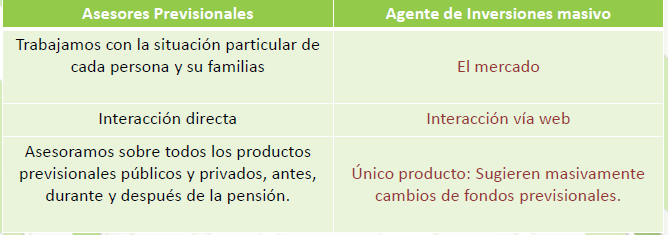 Asesores Previsionales
Agente de Inversiones masivo
Trabajamos con la situación particular de
cada persona y su familias
El mercado
Interacción directa
Interacción vía web
Asesoramos sobre todos los productos
previsionales públicos y privados, antes,
durante y después de la pensión.
Único producto: Sugieren masivamente
cambios de fondos previsionales.